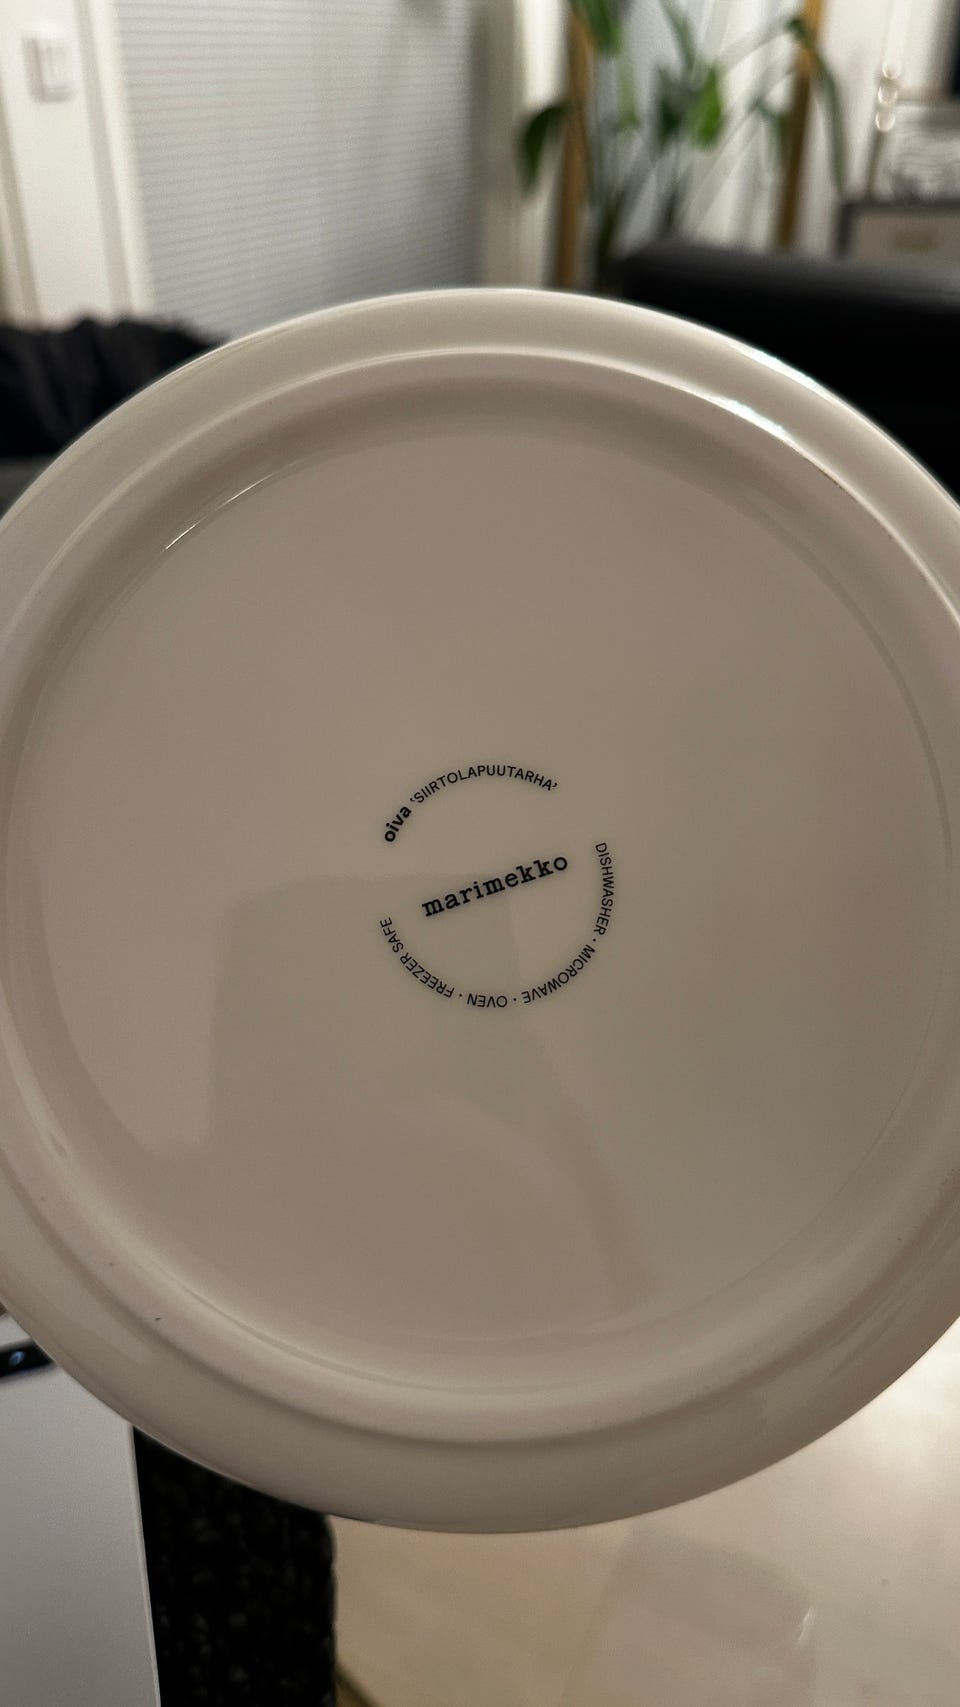 oiva ‘SIIRTOLAPUUTARHA’
marimekko
DISHWASHER · MICROWAVE · OVEN · FREEZER SAFE